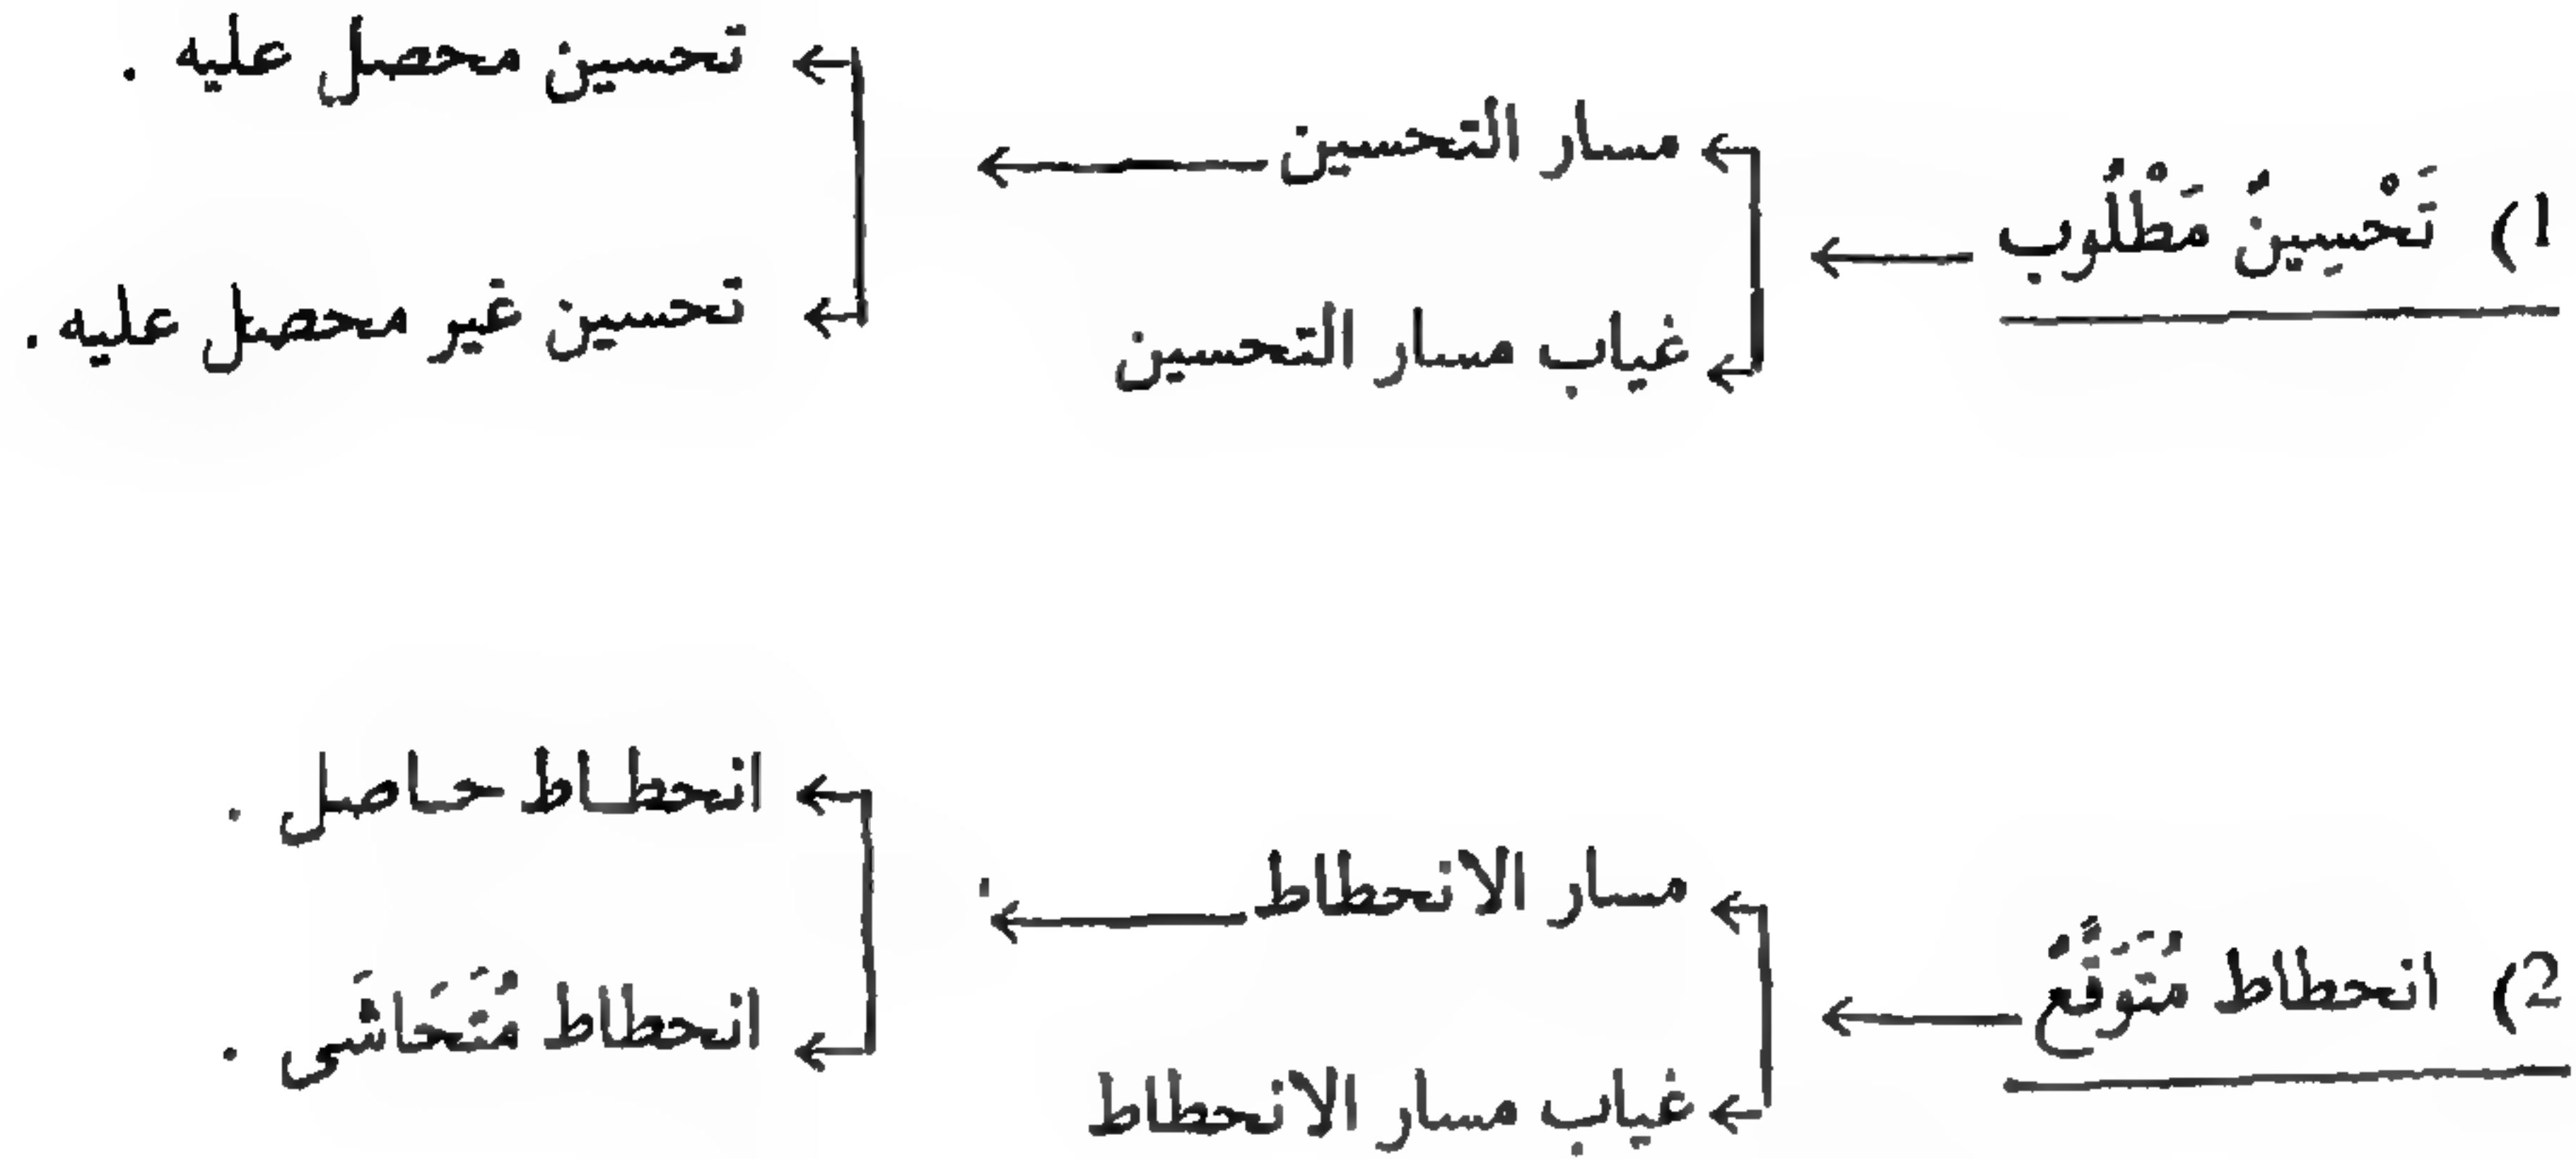 1) تَحْسِينٌ مَطْلُوب
مسار التحسين
غياب مسار التحسين
تحسين محصل عليه .
تحسين غير محصل عليه .
2) انحطاط مُتَوَقَّعٌ
مسار الانحطاط
غياب مسار الانحطاط
انحطاط حاصل .
انحطاط مُتَحَاشَى .